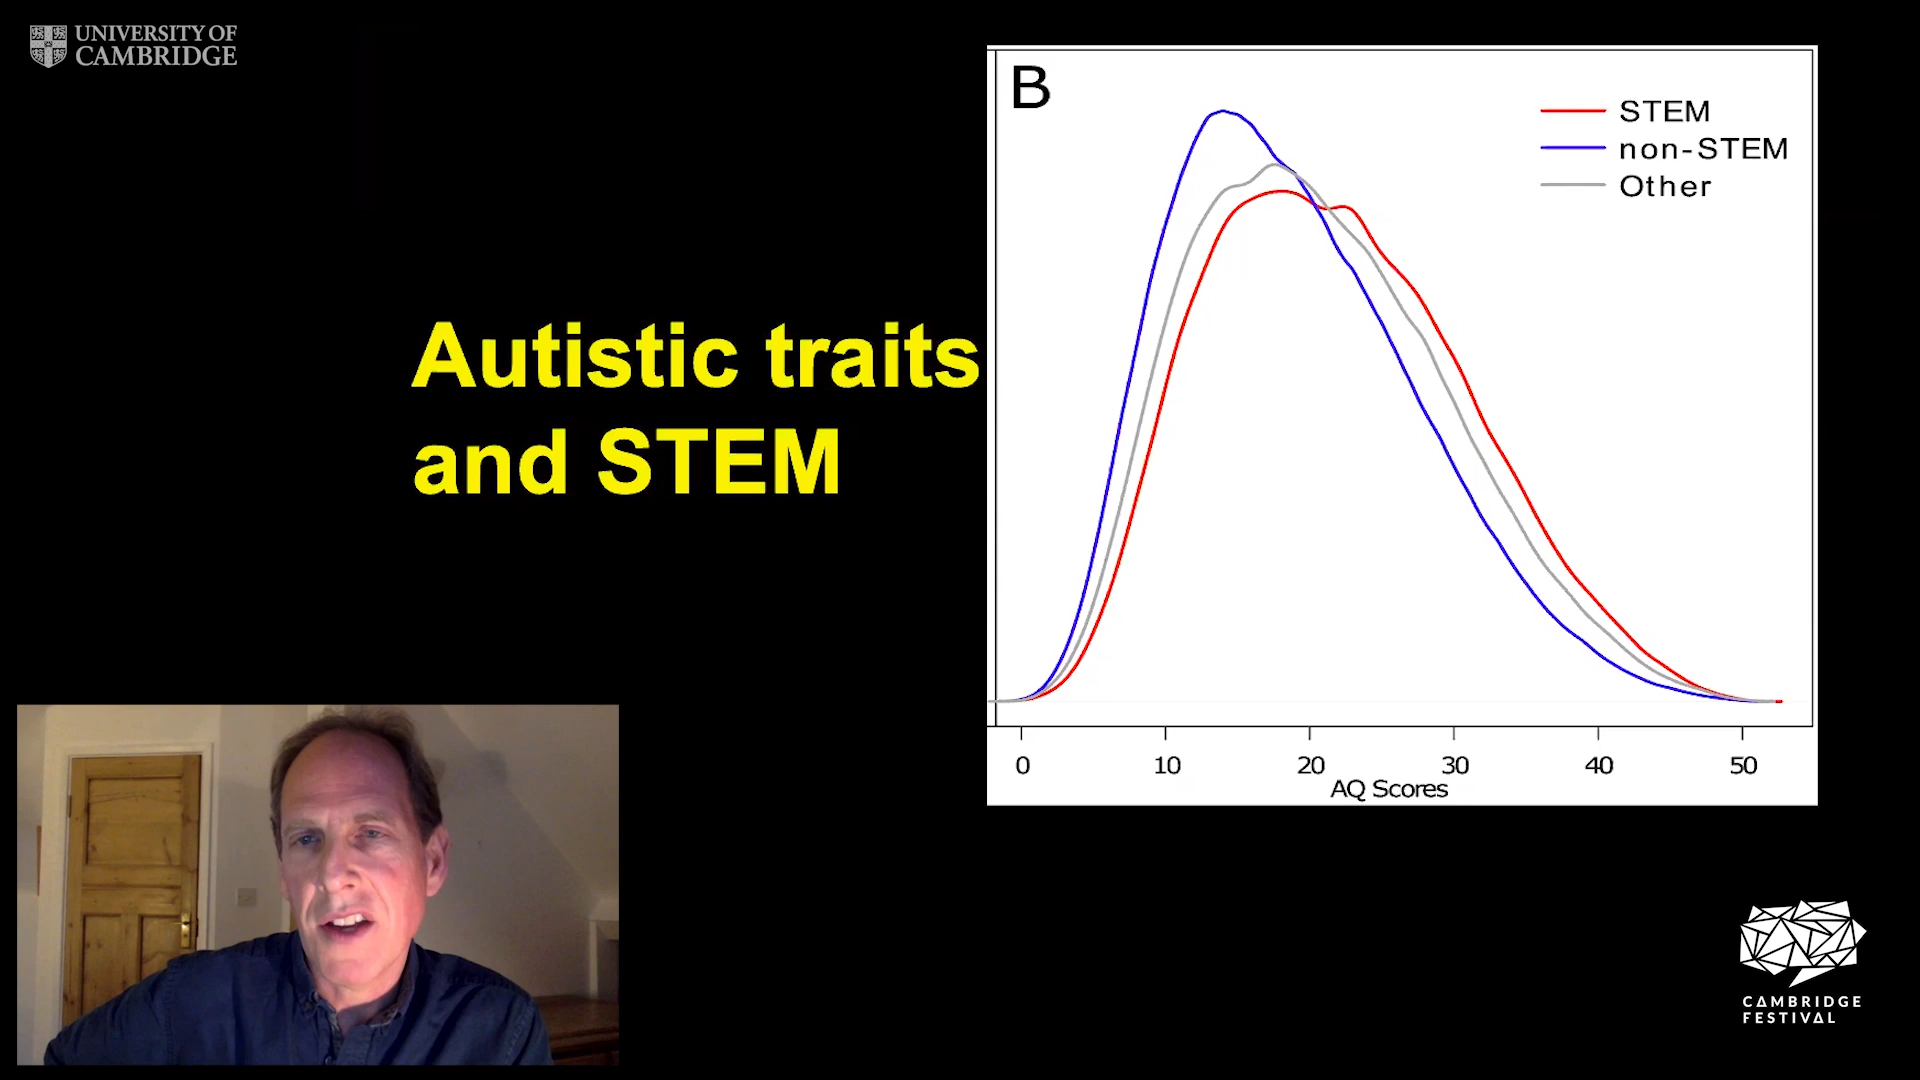 UNIVERSITY OF
CAMBRIDGE
Autistic traits
and STEM
B
STEM
non-STEM
Other
0 10 20 30 40 50
AQ Scores
CAMBRIDGE
FESTIVAL